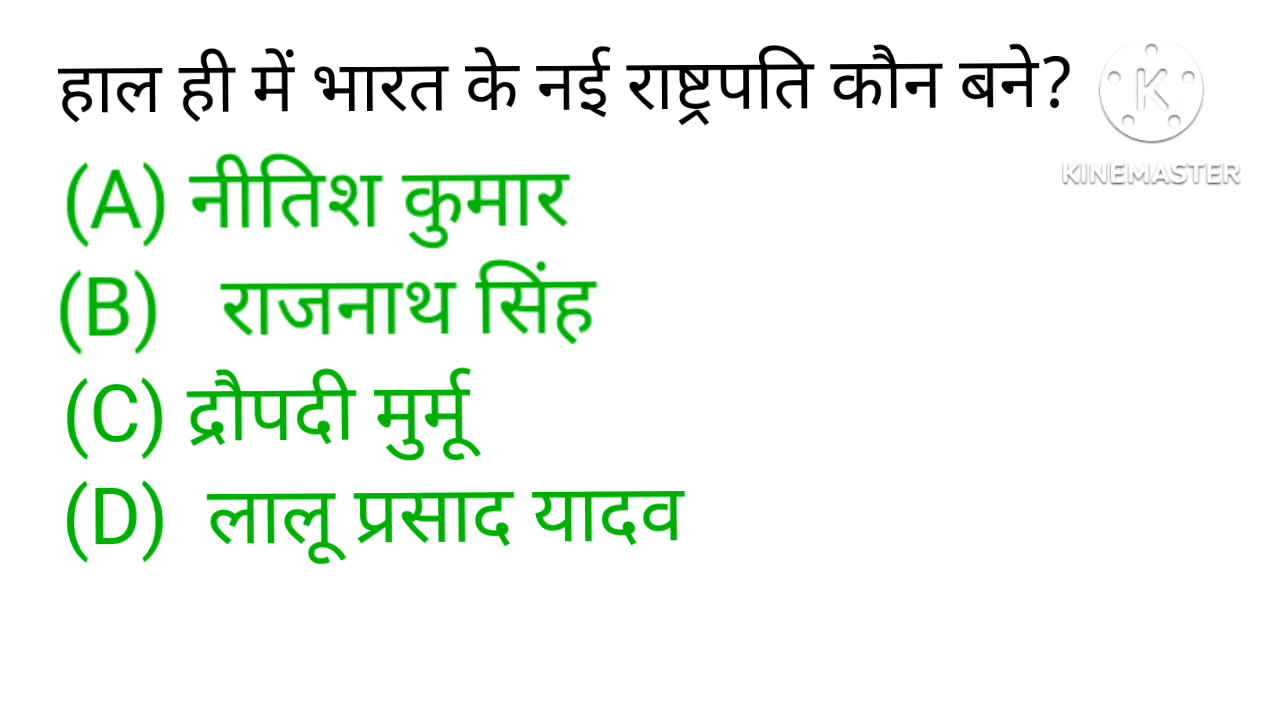 हाल ही में भारत के नई राष्ट्रपति कौन बने?
K
KINEMASTER
(A) नीतिश कुमार
(B) राजनाथ सिंह
(C) द्रौपदी मुर्मू
(D) लालू प्रसाद यादव